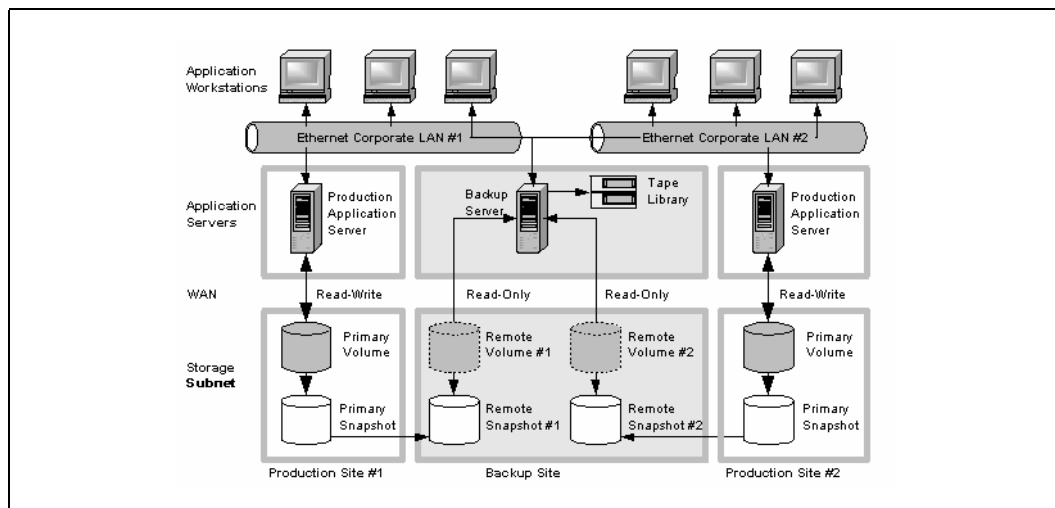 Application
Workstations
Ethernet Corporate LAN #1
Ethernet Corporate LAN #2
Application
Servers
Production
Application
Server
Backup
Server
Tape
Library
Production
Application
Server
WAN
Read-Write
Read-Only
Read-Only
Read-Write
Storage
Subnet
Primary
Volume
Remote
Volume #1
Remote
Volume #2
Primary
Volume
Primary
Snapshot
Remote
Snapshot #1
Remote
Snapshot #2
Primary
Snapshot
Production Site #1
Backup Site
Production Site #2